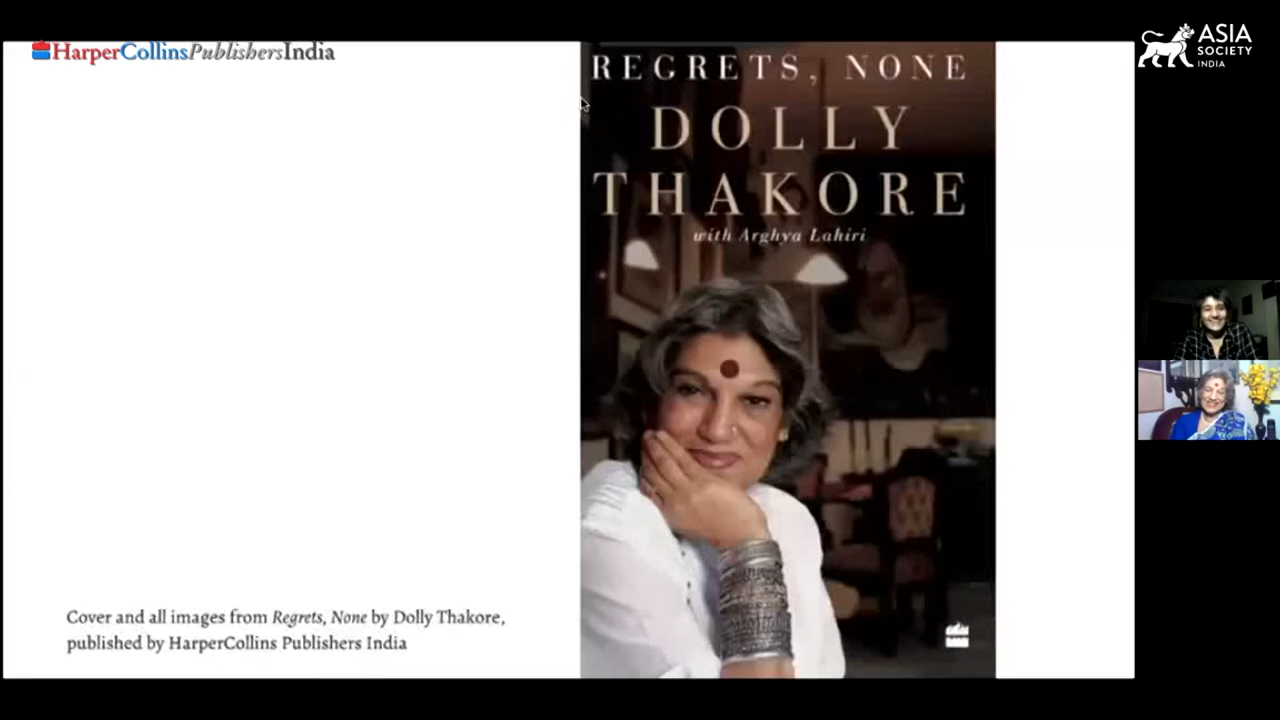 HarperCollinsPublishersIndia
ASIA
SOCIETY
INDIA
REGRETS, NONE
DOLLY
THAKORE
with Arghya Lahiri
Cover and all images from Regrets, None by Dolly Thakore,
published by HarperCollins Publishers India